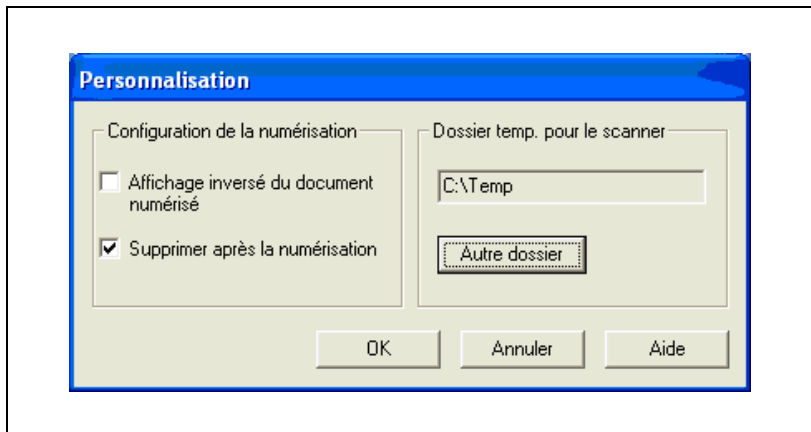 Personnalisation
Configuration de la numérisation
Affichage inversé du document
numérisé
Supprimer après la numérisation
Dossier temp. pour le scanner
C:\Temp
Autre dossier
OK
Annuler
Aide